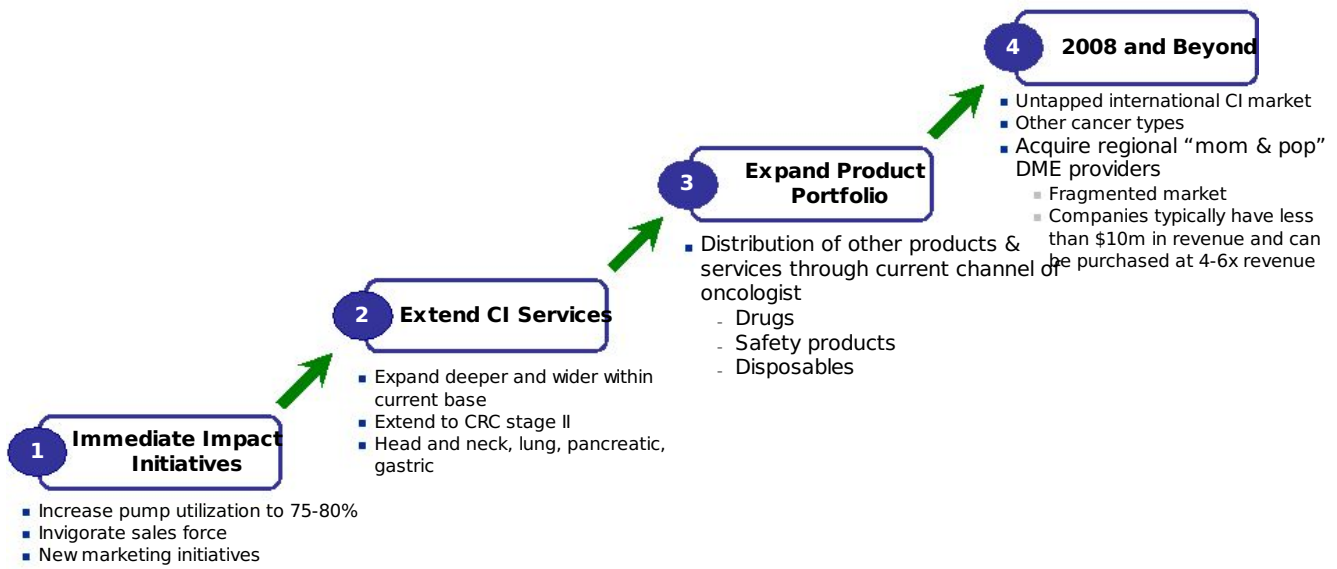 1
Immediate Impact
Initiatives
Increase pump utilization to 75-80%
Invigorate sales force
New marketing initiatives
2
Extend CI Services
Expand deeper and wider within
current base
Extend to CRC stage II
Head and neck, lung, pancreatic,
gastric
3
Expand Product
Portfolio
Distribution of other products &
services through current channel of
oncologist
- Drugs
- Safety products
- Disposables
4
2008 and Beyond
Untapped international CI market
Other cancer types
Acquire regional “mom & pop”
DME providers
Fragmented market
Companies typically have less
than $10m in revenue and can
be purchased at 4-6x revenue